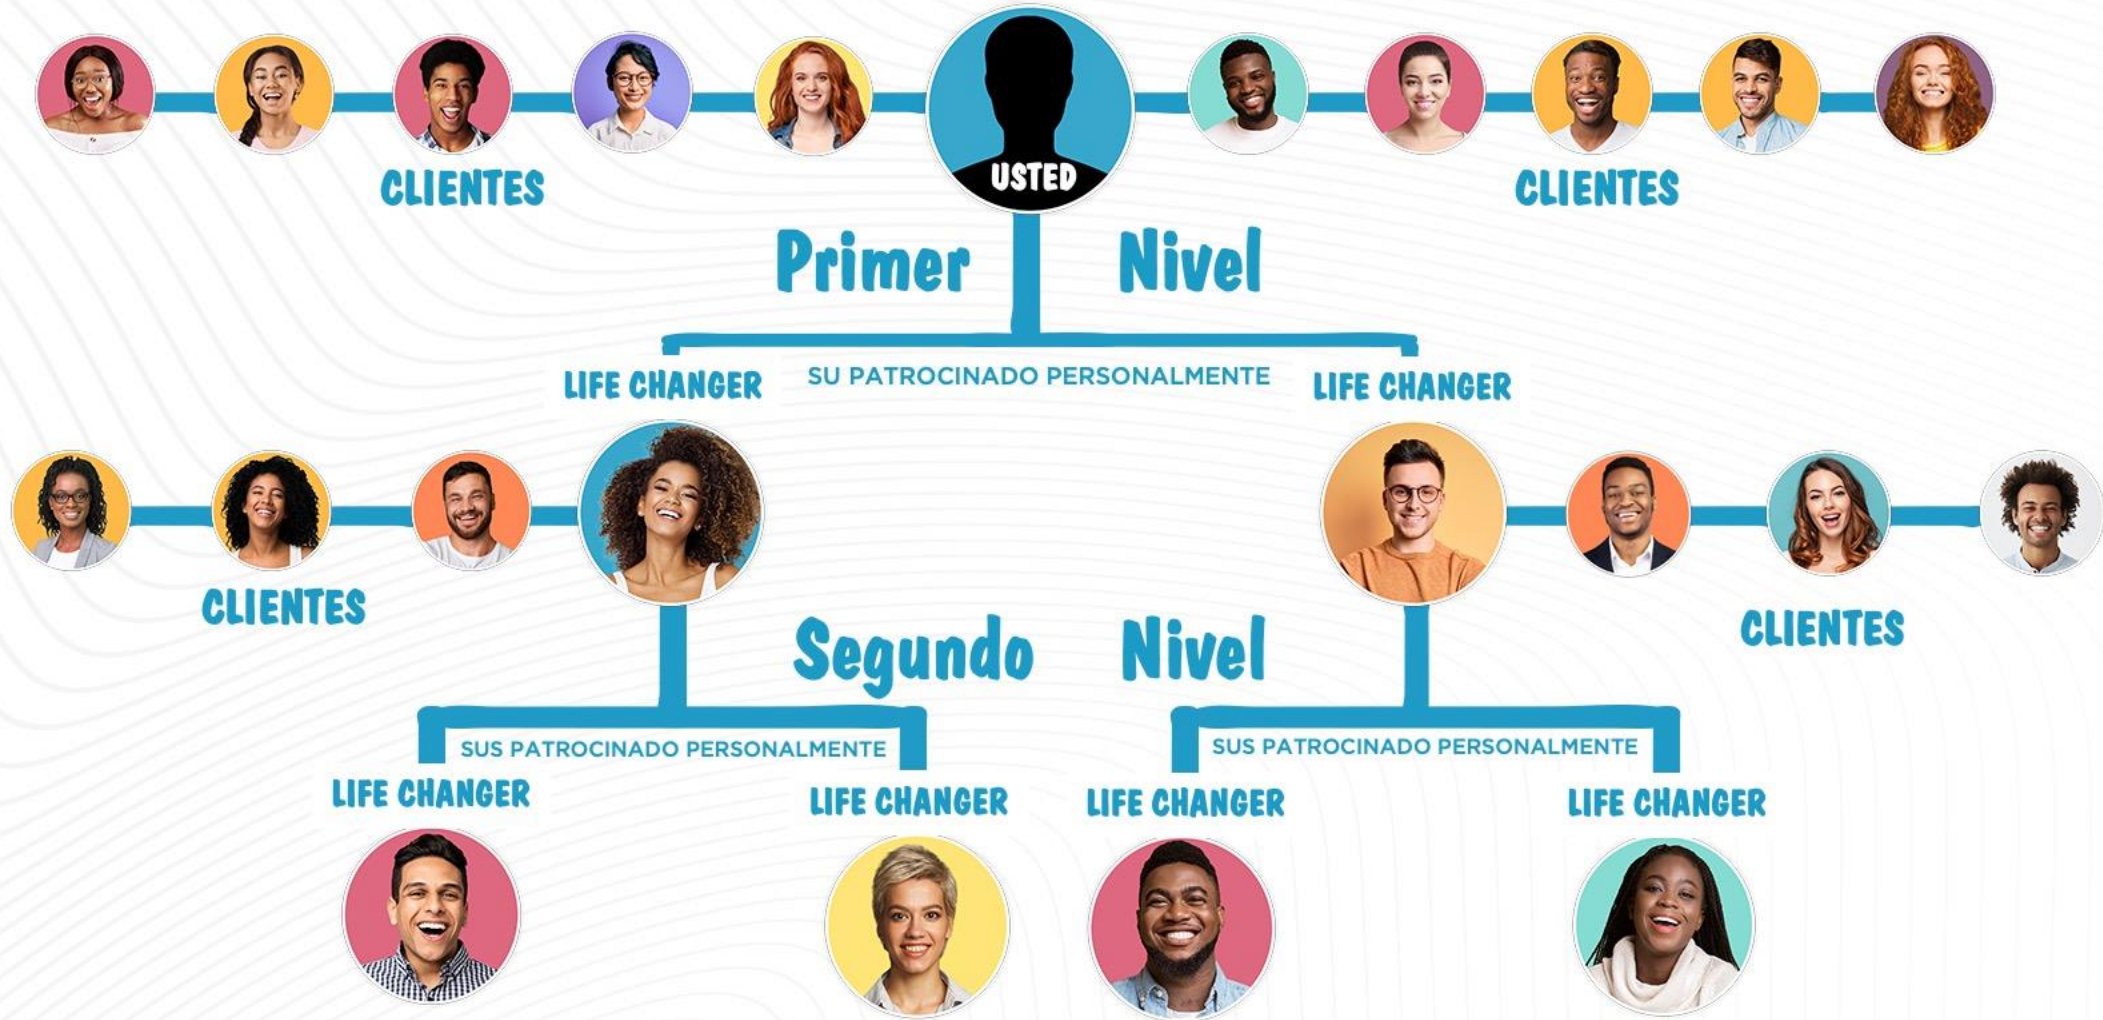 USTED
CLIENTES
CLIENTES
Primer Nivel
LIFE CHANGER
SU PATROCINADO PERSONALMENTE
LIFE CHANGER
CLIENTES
CLIENTES
Segundo Nivel
SUS PATROCINADO PERSONALMENTE
SUS PATROCINADO PERSONALMENTE
LIFE CHANGER
LIFE CHANGER
LIFE CHANGER
LIFE CHANGER